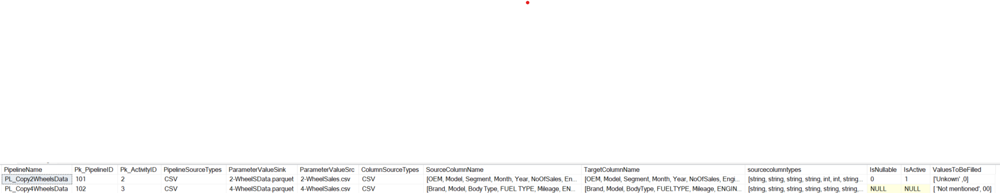 PipelineName Pk_PipelineID Pk_ActivityID PipelineSourceTypes ParameterValueSink ParameterValueSrc ColumnSourceTypes SourceColumnName TargetColumnName sourcecolumntypes IsNullable IsActive ValuesToBeFilled
PL_Copy2WheelsData 101 2 CSV 2-WheelSData.parquet 2-WheelSales.csv CSV [OEM, Model, Segment, Month, Year, NoOfSales, En... [OEM, Model, Segment, Month, Year, NoOfSales, Engi... [string, string, string, string, int, int, string... 0 1 ['Unkown' ,0]
PL_Copy4WheelsData 102 3 CSV 4-WheelSData.parquet 4-WheelSales.csv CSV [Brand, Model, Body Type, FUEL TYPE, Mileage, EN... [Brand, Model, BodyType, FUELTYPE, Mileage, ENGIN... [string, string, string, string, string, string,... NULL NULL [ 'Not mentioned', 00]